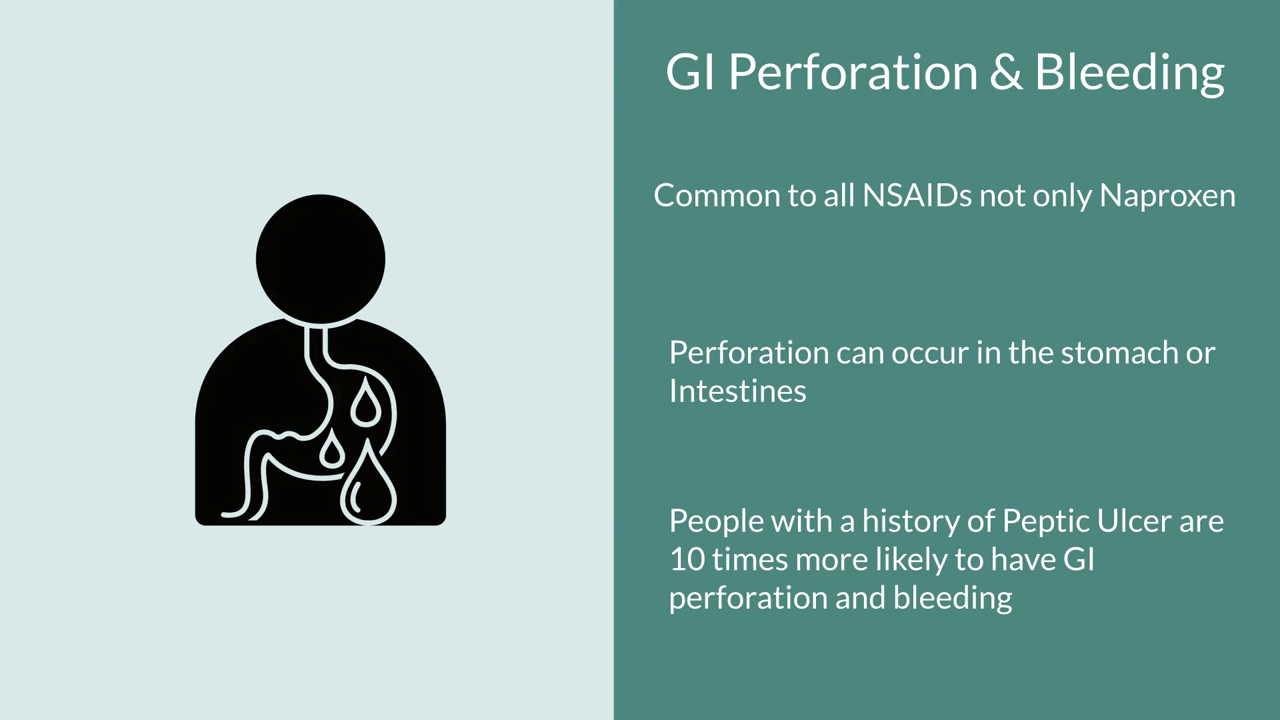 GI Perforation & Bleeding
Common to all NSAIDs not only Naproxen
Perforation can occur in the stomach or
Intestines
People with a history of Peptic Ulcer are
10 times more likely to have GI
perforation and bleeding